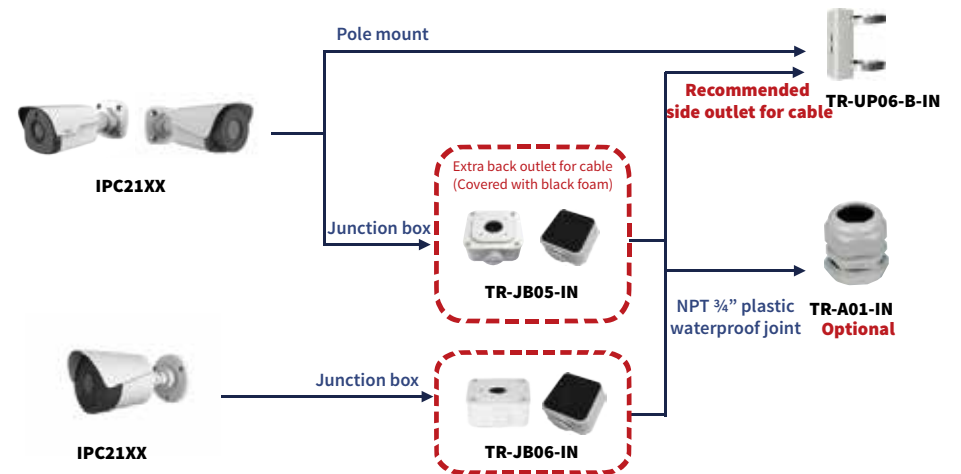 Pole mount
Recommended
side outlet for cable
TR-UP06-B-IN
IPC21XX
Extra back outlet for cable
(Covered with black foam)
Junction box
TR-JB05-IN
NPT ¾” plastic
waterproof joint
TR-A01-IN
Optional
Junction box
TR-JB06-IN
IPC21XX